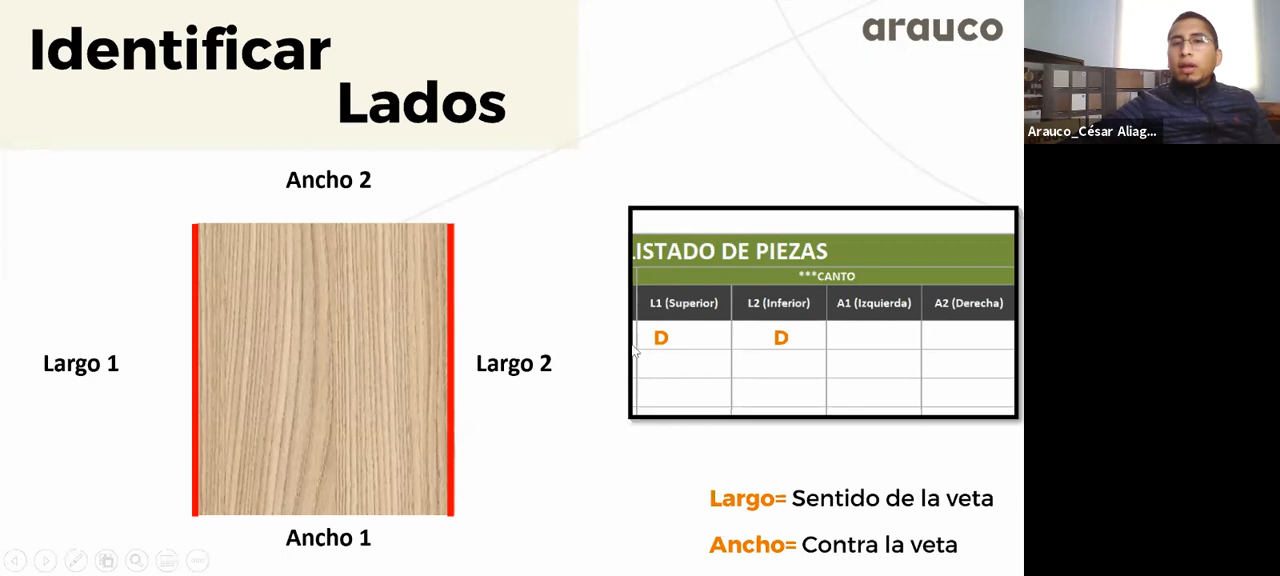 Identificar
Lados
arauco
Arauco_César Aliag...
Ancho 2
Largo 1
Largo 2
Ancho 1
LISTADO DE PIEZAS
***CANTO
L1 (Superior) L2 (Inferior) A1 (Izquierda) A2 (Derecha)
D D
Largo= Sentido de la veta
Ancho= Contra la veta